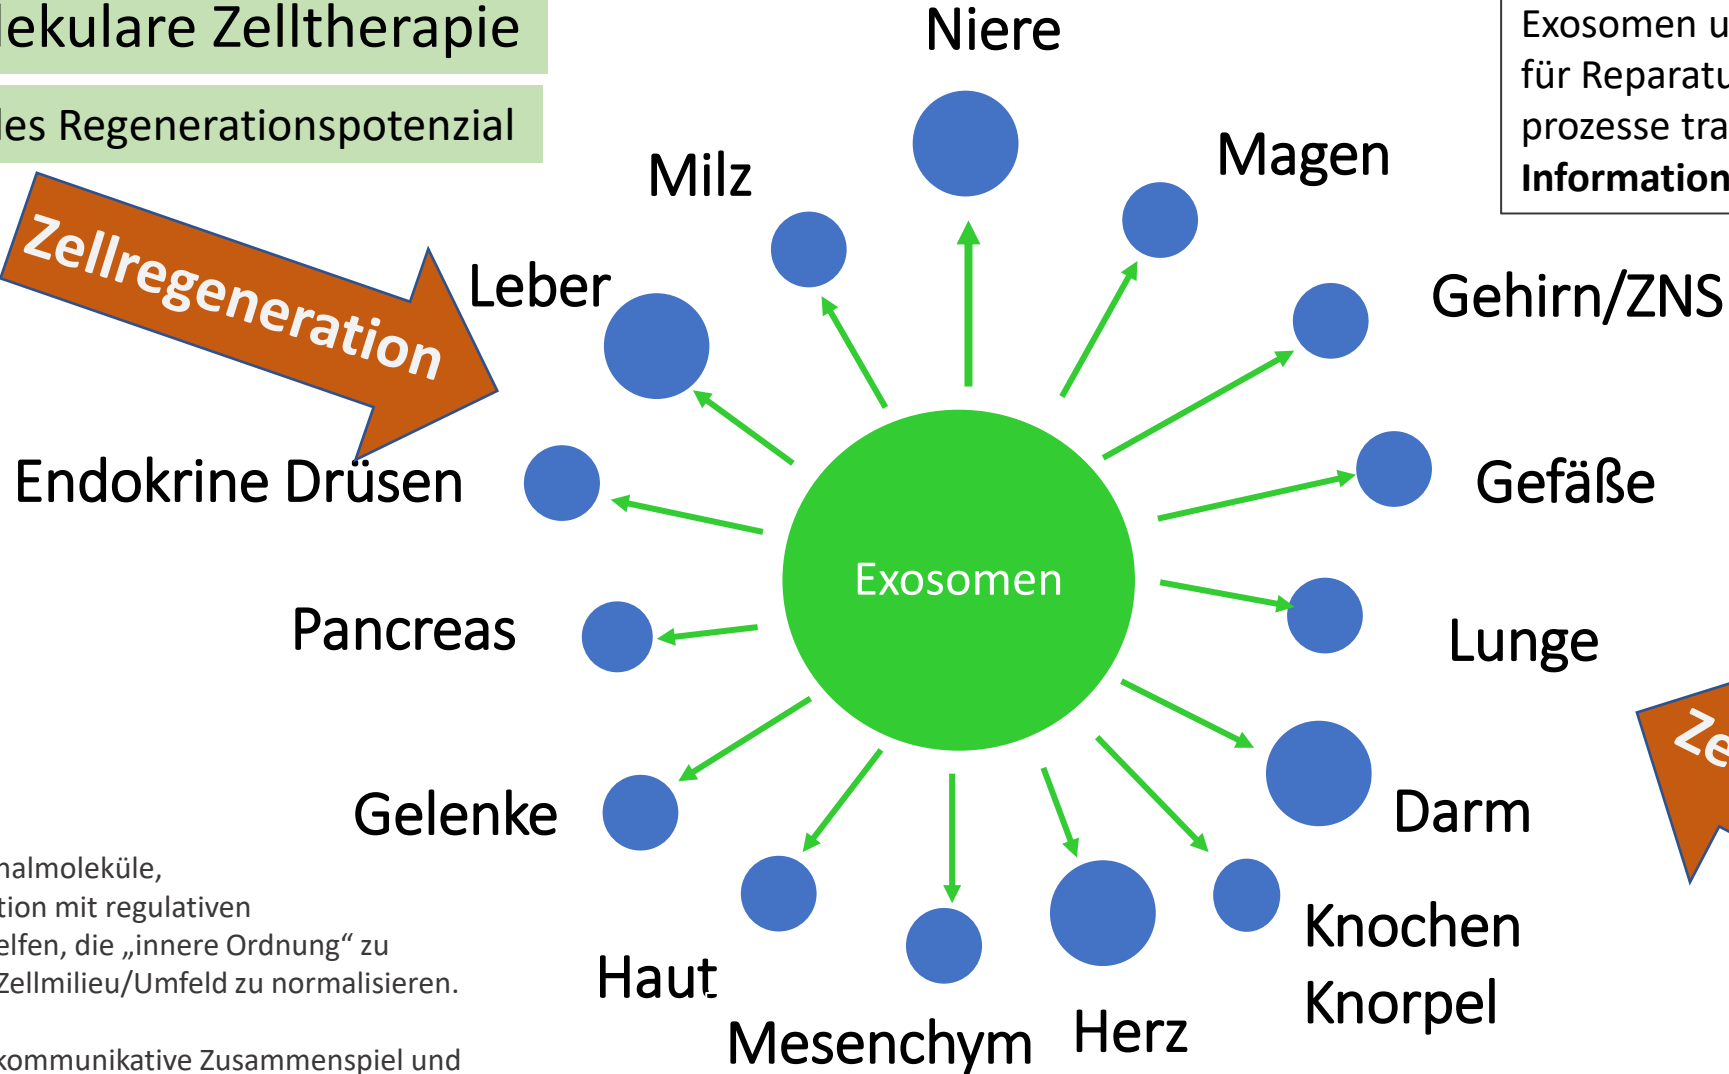 lekulare Zelltherapie
les Regenerationspotenzial
Exosomen u
für Reparatu
prozesse tra
Information
Zellregeneration
Niere
Milz
Magen
Leber
Gehirn/ZNS
Endokrine Drüsen
Gefäße
Exosomen
Pancreas
Lunge
Ze
Gelenke
Darm
nalmoleküle,
tion mit regulativen
elfen, die „innere Ordnung“ zu
Zellmilieu/Umfeld zu normalisieren.
kommunikative Zusammenspiel und
Haut
Mesenchym
Herz
Knochen
Knorpel